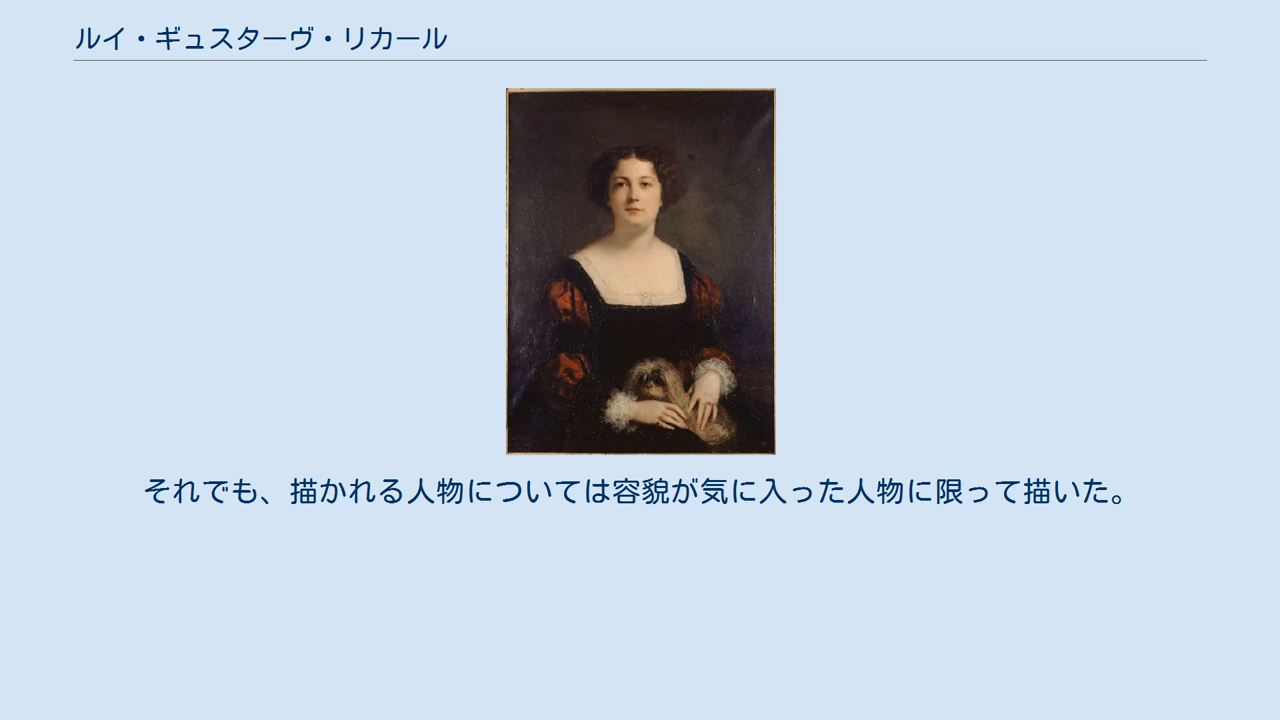 ルイ・ギュスターヴ・リカール
それでも、描かれる人物については容貌が気に入った人物に限って描いた。